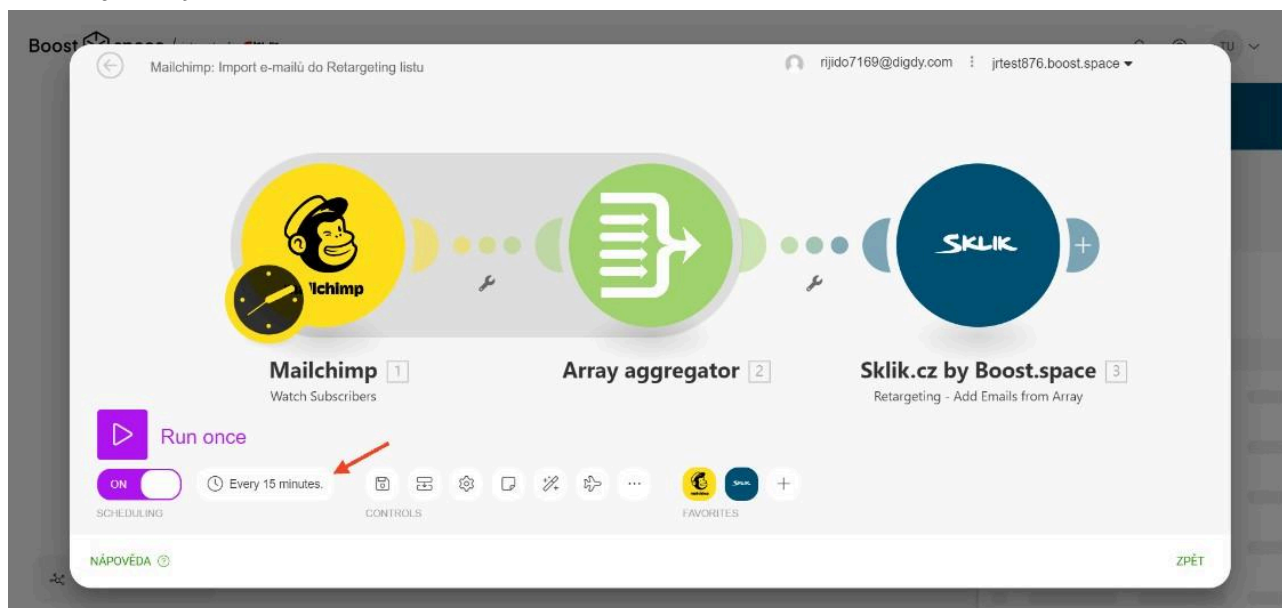 Boost
TU
Mailchimp: Import e-mailů do Retargeting listu
rijido7169@digdy.com
jrtest876.boost.space
lchimp
SKLIK
Mailchimp 1
Watch Subscribers
Array aggregator 2
Sklik.cz by Boost.space 3
Retargeting - Add Emails from Array
Run once
ON
Every 15 minutes.
SCHEDULING
CONTROLS
FAVORITES
NÁPOVĚDA
ZPĚT